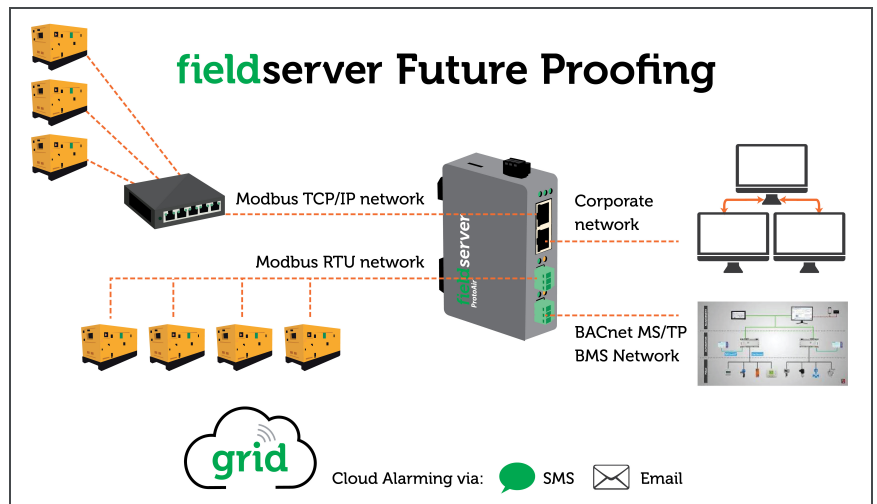 fieldserver Future Proofing
Modbus TCP/IP network
Corporate
network
Modbus RTU network
fieldserver
ProtoAir
BACnet MS/TP
BMS Network
grid
Cloud Alarming via:
SMS
Email